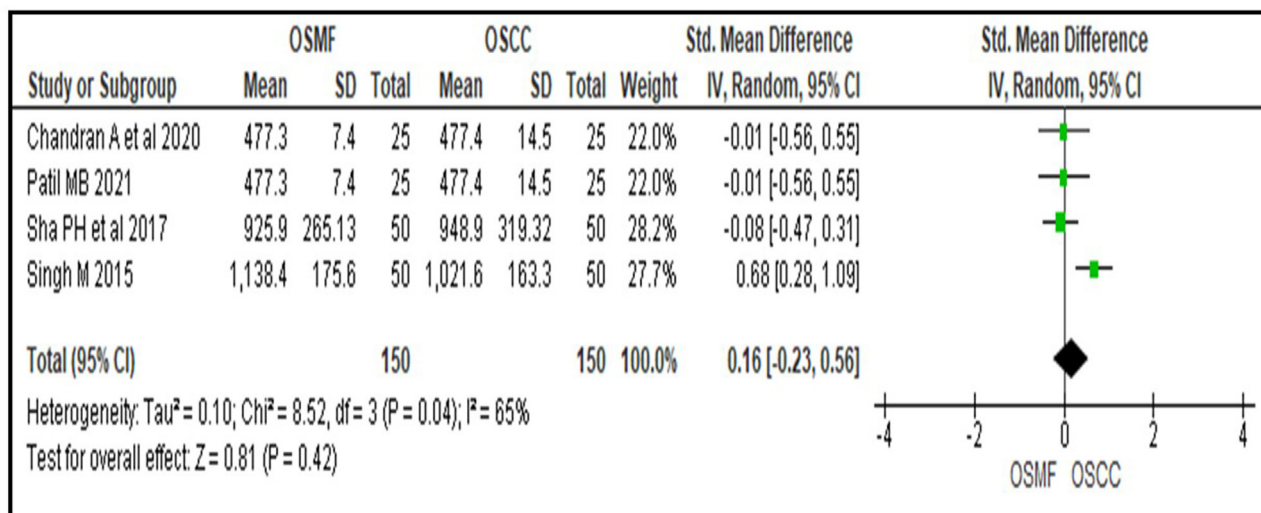 OSMF OSCC Std. Mean Difference Std. Mean Difference
Study or Subgroup Mean SD Total Mean SD Total Weight IV, Random, 95% CI IV, Random, 95% CI
Chandran A et al 2020 477.3 7.4 25 477.4 14.5 25 22.0% -0.01 [-0.56, 0.55]
Patil MB 2021 477.3 7.4 25 477.4 14.5 25 22.0% -0.01 [-0.56, 0.55]
Sha PH et al 2017 925.9 265.13 50 948.9 319.32 50 28.2% -0.08 [-0.47, 0.31]
Singh M 2015 1,138.4 175.6 50 1,021.6 163.3 50 27.7% 0.68 [0.28, 1.09]
Total (95% CI) 150 150 100.0% 0.16 [-0.23, 0.56]
Heterogeneity: Tau² = 0.10; Chi² = 8.52, df = 3 (P = 0.04); I² = 65%
Test for overall effect: Z = 0.81 (P = 0.42)
-4 -2 0 2 4
OSMF OSCC